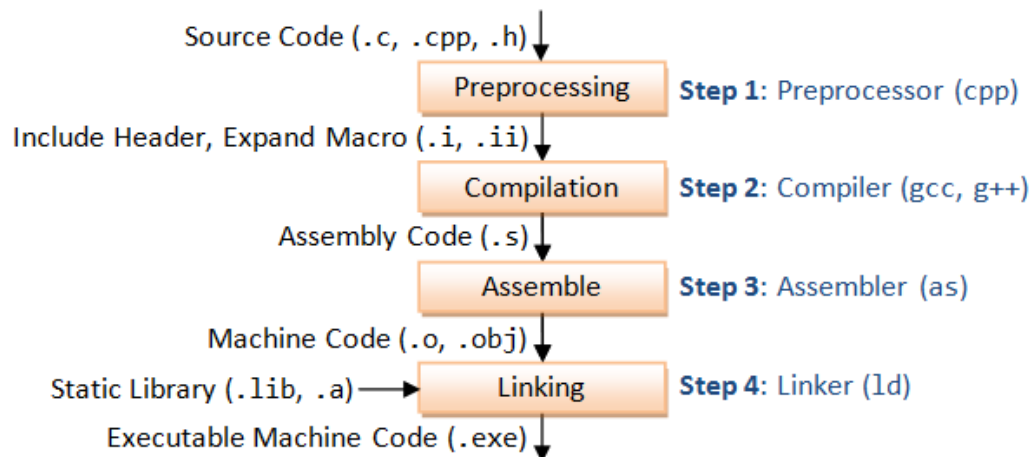 Source Code (.c, .cpp, .h)
Preprocessing
Step 1: Preprocessor (cpp)
Include Header, Expand Macro (.i, .ii)
Compilation
Step 2: Compiler (gcc, g++)
Assembly Code (.s)
Assemble
Step 3: Assembler (as)
Machine Code (.o, .obj)
Static Library (.lib, .a)
Linking
Step 4: Linker (ld)
Executable Machine Code (.exe)